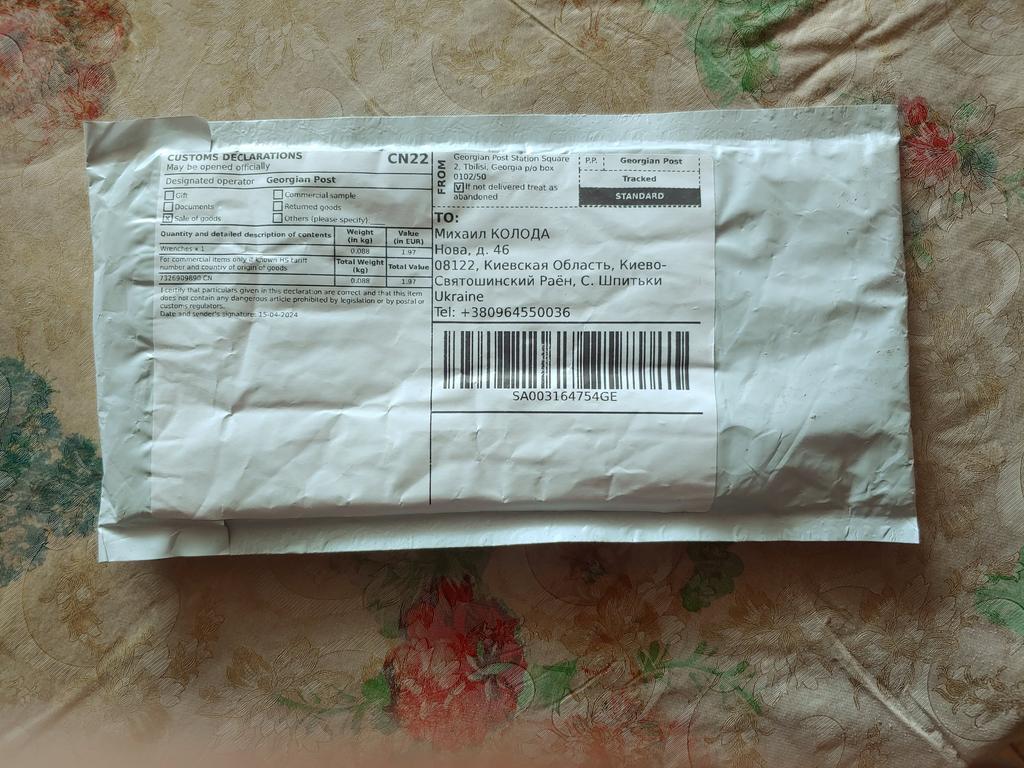 CUSTOMS DECLARATIONS CN22
May be opened officially
Designated operator Georgian Post
Gift Commercial sample
Documents Returned goods
Sale of goods Others (please specify)
Quantity and detailed description of contents Weight (in kg) Value (in EUR)
Wrenches × 1 0.088 1.97
For commercial items only if known HS tariff number and country of origin of goods Total Weight (kg) Total Value
7326909890 CN 0.088 1.97
I certify that particulars given in this declaration are correct and that this item
does not contain any dangerous article prohibited by legislation or by postal or
customs regulators.
Date and sender's signature: 15-04-2024
FROM
Georgian Post Station Square
2, Tbilisi, Georgia p/o box
0102/50
If not delivered treat as
abandoned
P.P. Georgian Post
Tracked
STANDARD
TO:
Михаил КОЛОДА
Нова, д. 46
08122, Киевская Область, Киево-
Святошинский Раён, С. Шпитьки
Ukraine
Tel: +380964550036
SA003164754GE